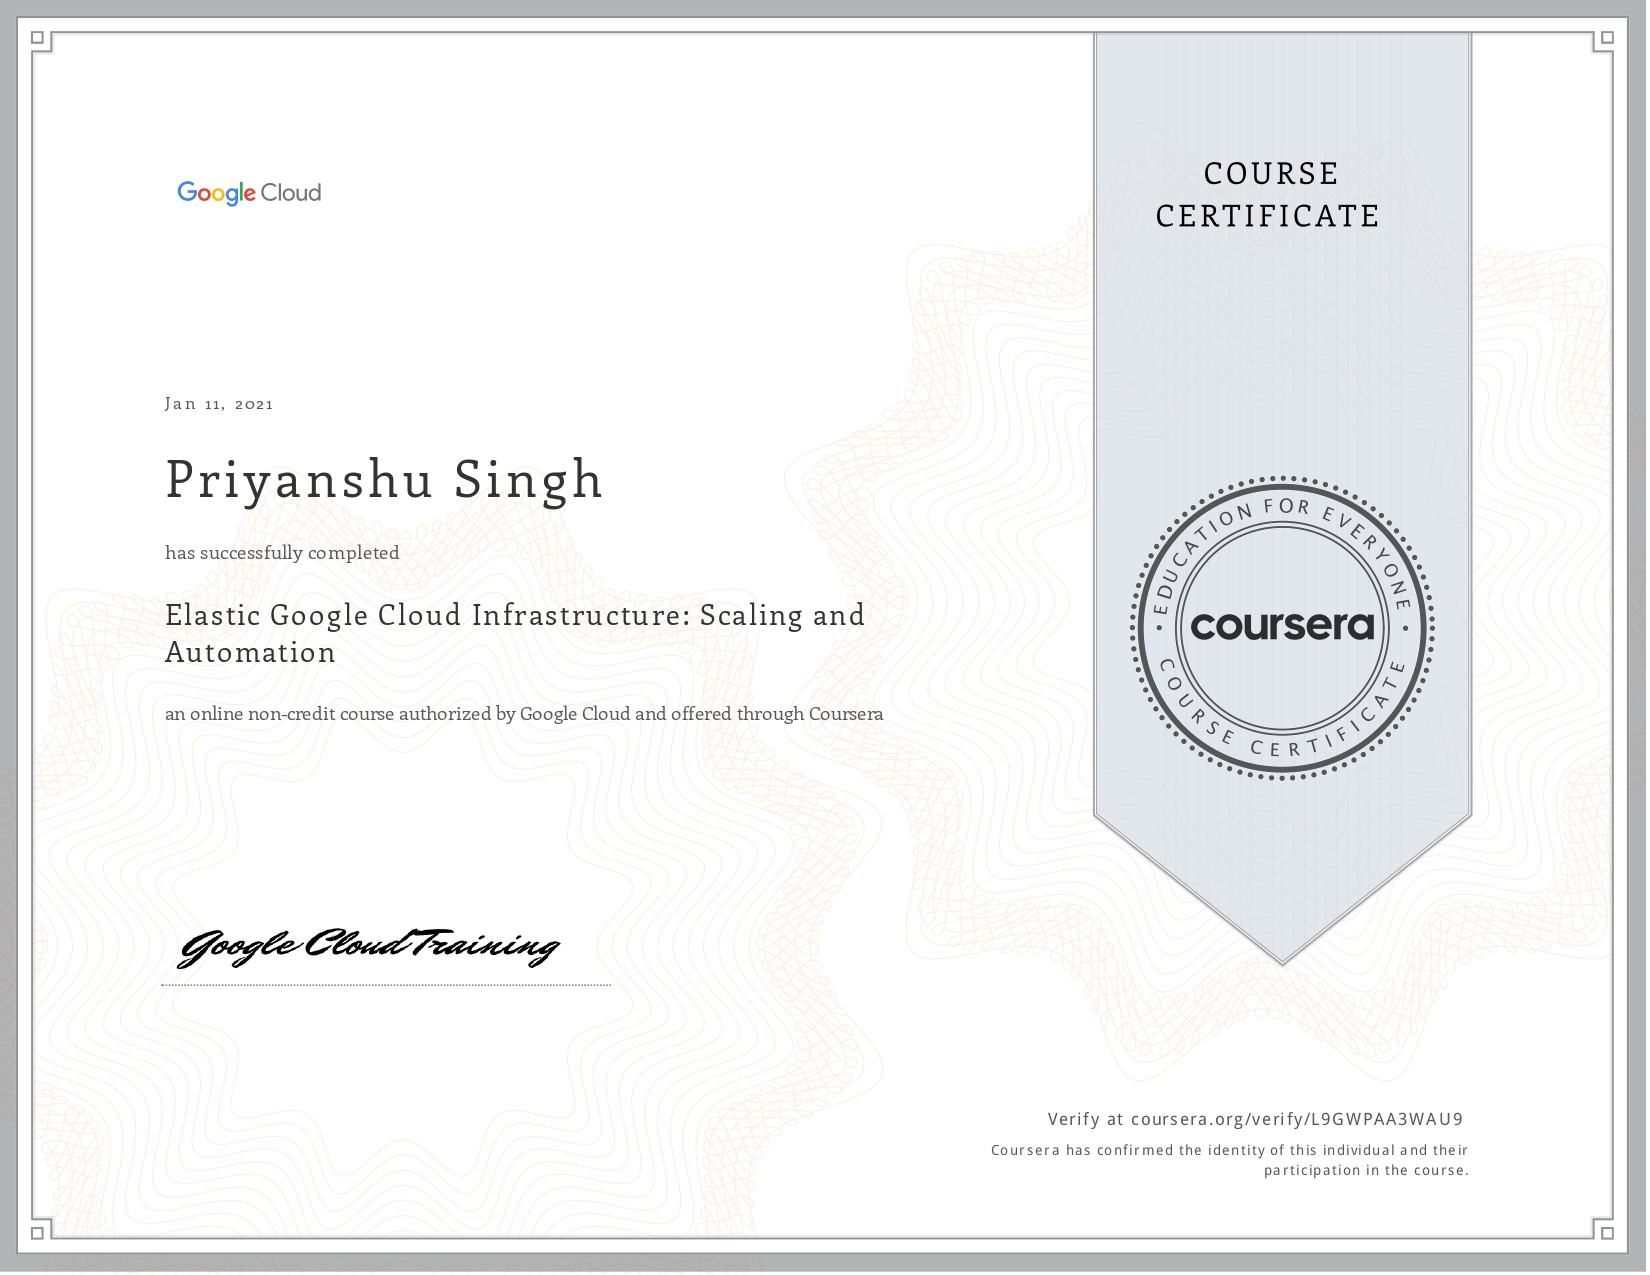 Google Cloud
COURSE
CERTIFICATE
Jan 11, 2021
Priyanshu Singh
has successfully completed
Elastic Google Cloud Infrastructure: Scaling and
Automation
an online non-credit course authorized by Google Cloud and offered through Coursera
EDUCATION FOR EVERYONE
coursera
COURSE CERTIFICATE
Google Cloud Training
Verify at coursera.org/verify/L9GWPAA3WAU9
Coursera has confirmed the identity of this individual and their
participation in the course.